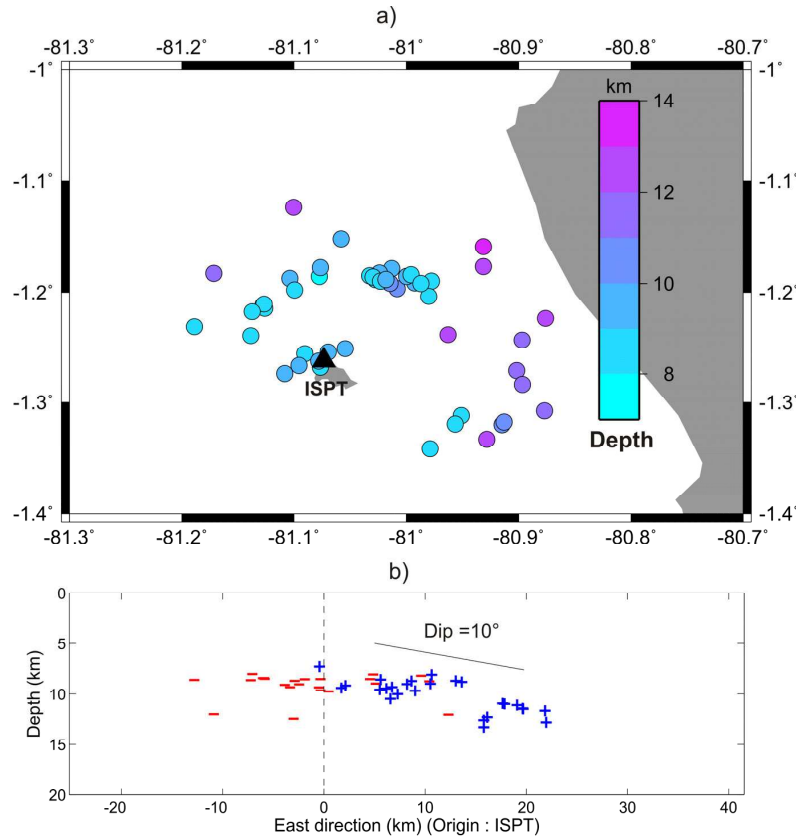 a)
-81.3° -81.2° -81.1° -81° -80.9° -80.8° -80.7°
-1° -1°
km
14
-1.1° -1.1°
12
-1.2° -1.2°
10
8
ISPT
-1.3° -1.3°
Depth
-1.4° -1.4°
-81.3° -81.2° -81.1° -81° -80.9° -80.8° -80.7°
b)
0
5
Dip =10°
10
15
20
Depth (km)
-20 -10 0 10 20 30 40
East direction (km) (Origin : ISPT)